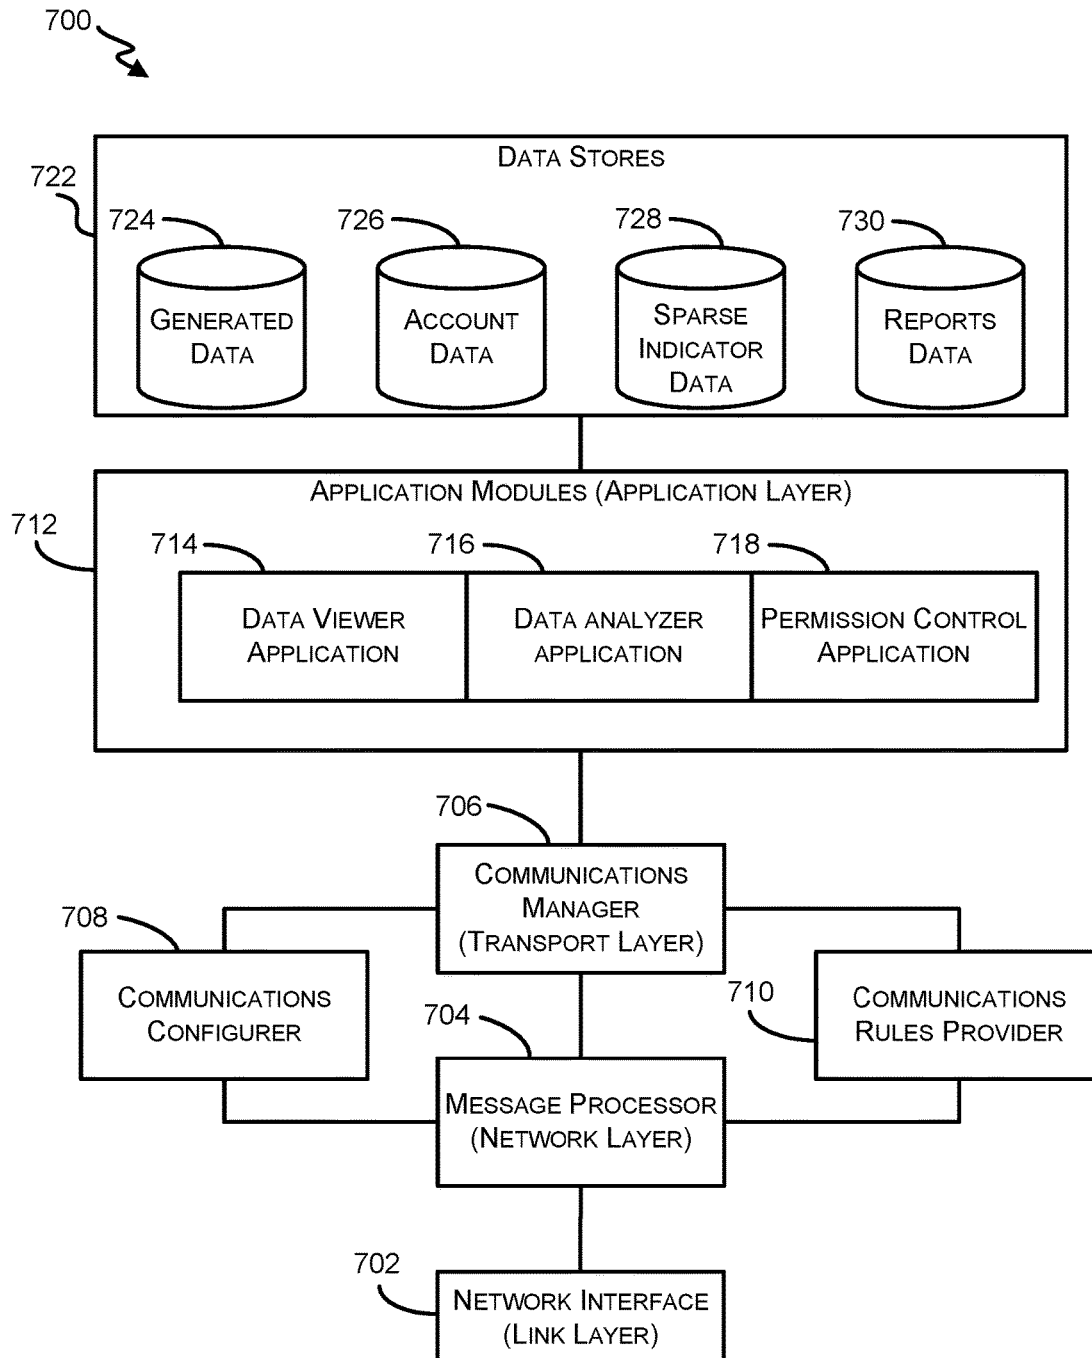 700
DATA STORES
722
724
726
728
730
GENERATED
DATA
ACCOUNT
DATA
SPARSE
INDICATOR
DATA
REPORTS
DATA
APPLICATION MODULES (APPLICATION LAYER)
712
714
716
718
DATA VIEWER
APPLICATION
DATA ANALYZER
APPLICATION
PERMISSION CONTROL
APPLICATION
706
COMMUNICATIONS
MANAGER
(TRANSPORT LAYER)
708
COMMUNICATIONS
CONFIGURER
710
COMMUNICATIONS
RULES PROVIDER
704
MESSAGE PROCESSOR
(NETWORK LAYER)
702
NETWORK INTERFACE
(LINK LAYER)